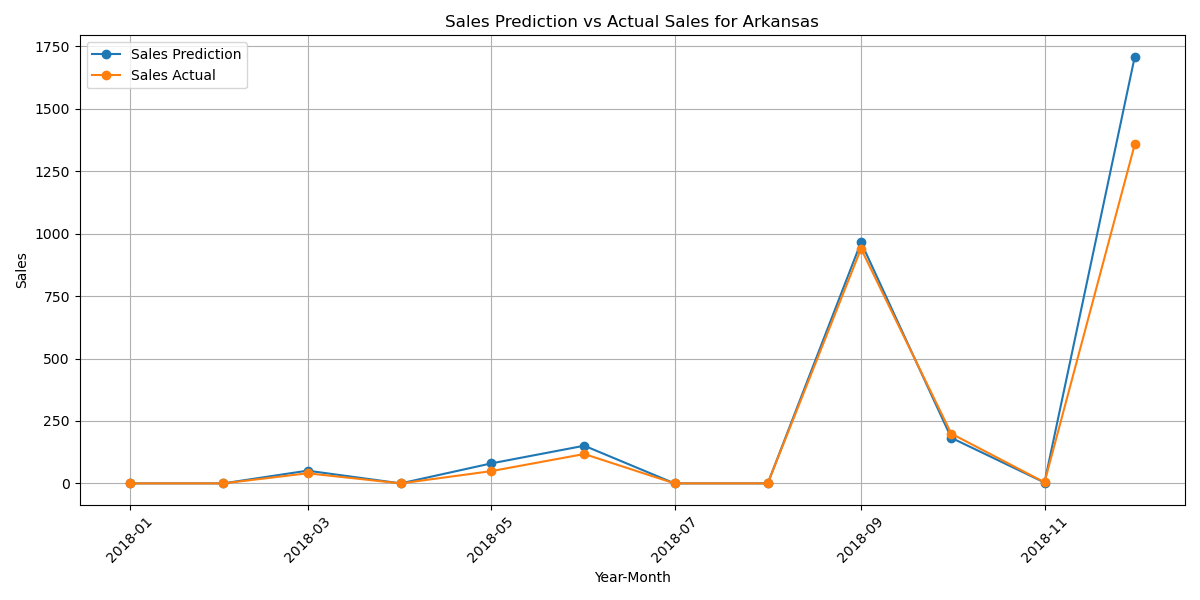 Sales Prediction vs Actual Sales for Arkansas
Sales Prediction
Sales Actual
Sales
1750
1500
1250
1000
750
500
250
0
2018-01
2018-03
2018-05
2018-07
2018-09
2018-11
Year-Month